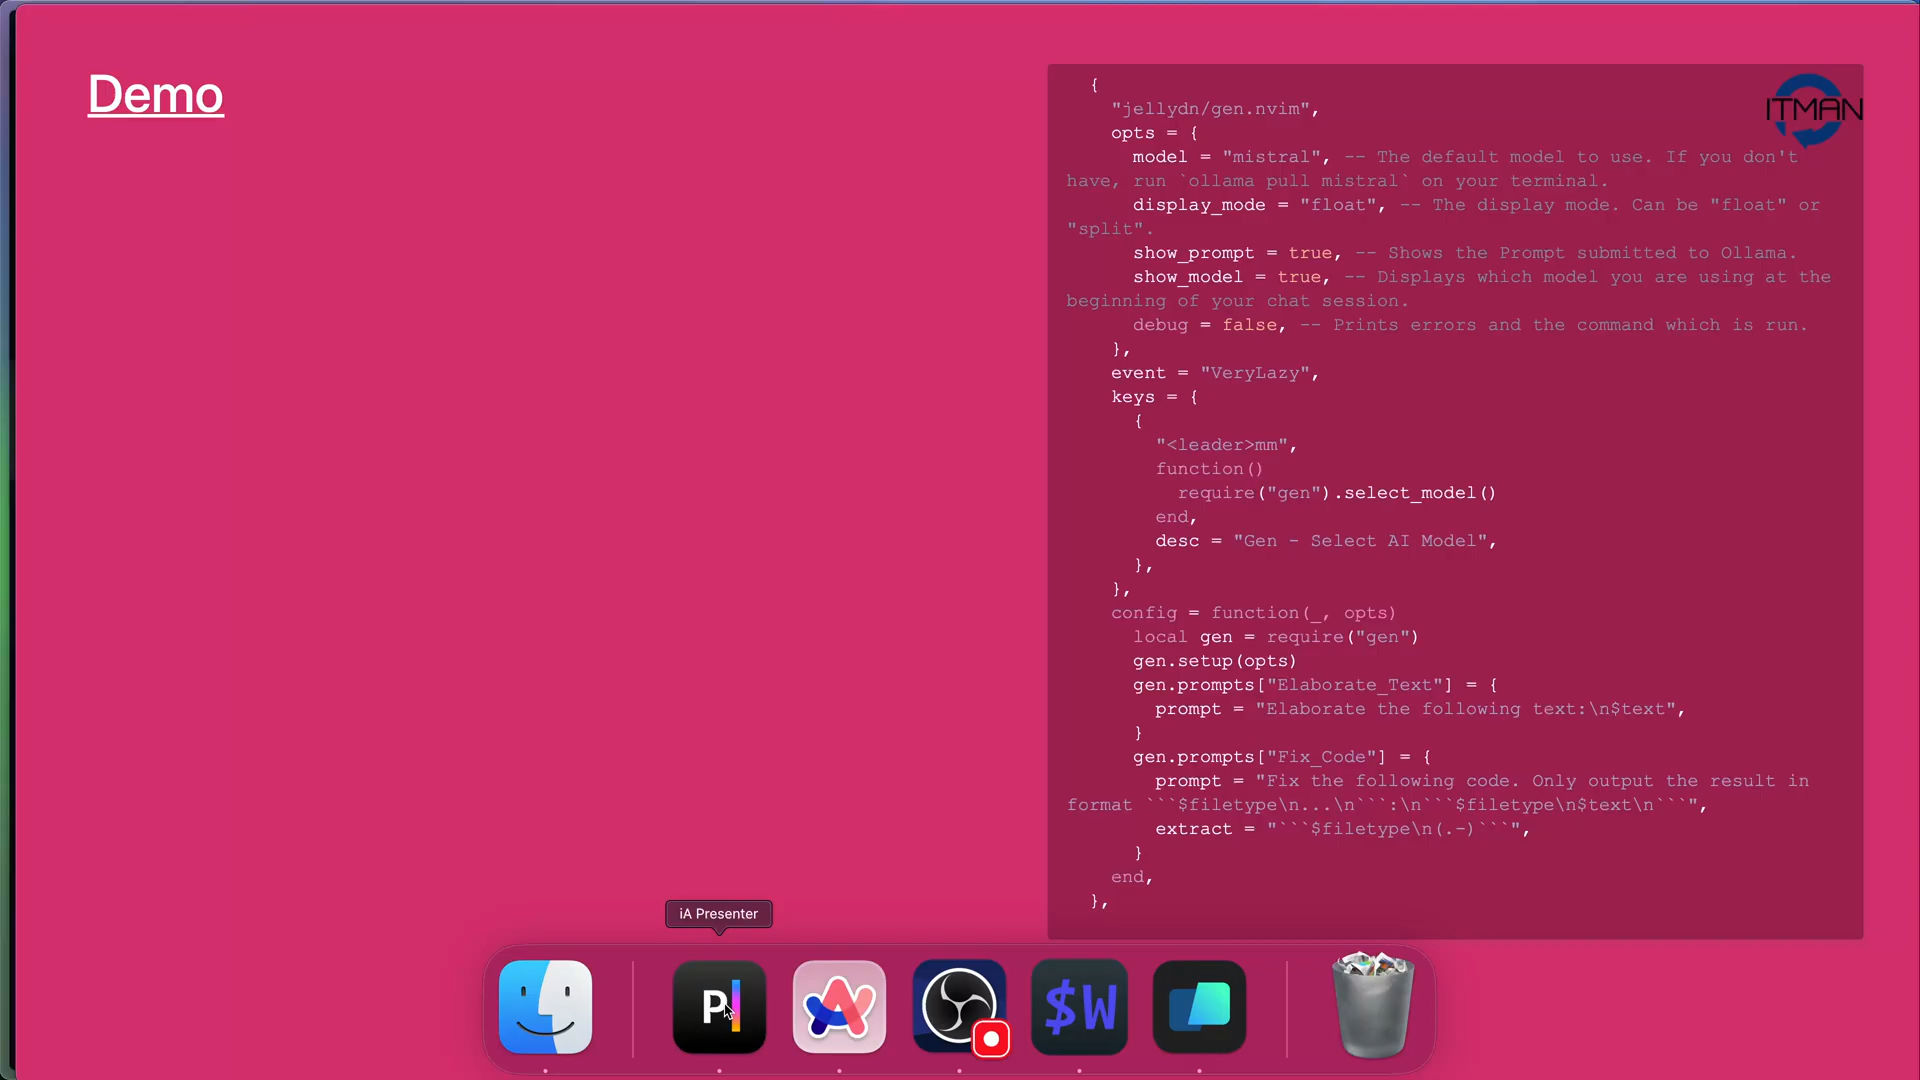 Demo
{
"jellydn/gen.nvim",
opts = {
model = "mistral", -- The default model to use. If you don't
have, run `ollama pull mistral` on your terminal.
display_mode = "float", -- The display mode. Can be "float" or
"split".
show_prompt = true, -- Shows the Prompt submitted to Ollama.
show_model = true, -- Displays which model you are using at the
beginning of your chat session.
debug = false, -- Prints errors and the command which is run.
},
event = "VeryLazy",
keys = {
{
"<leader>mm",
function()
require("gen").select_model()
end,
desc = "Gen - Select AI Model",
},
},
config = function(_, opts)
local gen = require("gen")
gen.setup(opts)
gen.prompts["Elaborate_Text"] = {
prompt = "Elaborate the following text:\n$text",
}
gen.prompts["Fix_Code"] = {
prompt = "Fix the following code. Only output the result in
format ```$filetype\n...\n```:\n```$filetype\n$text\n```",
extract = "```$filetype\n(.-)```",
}
end,
},
ITMAN
iA Presenter
P
$W